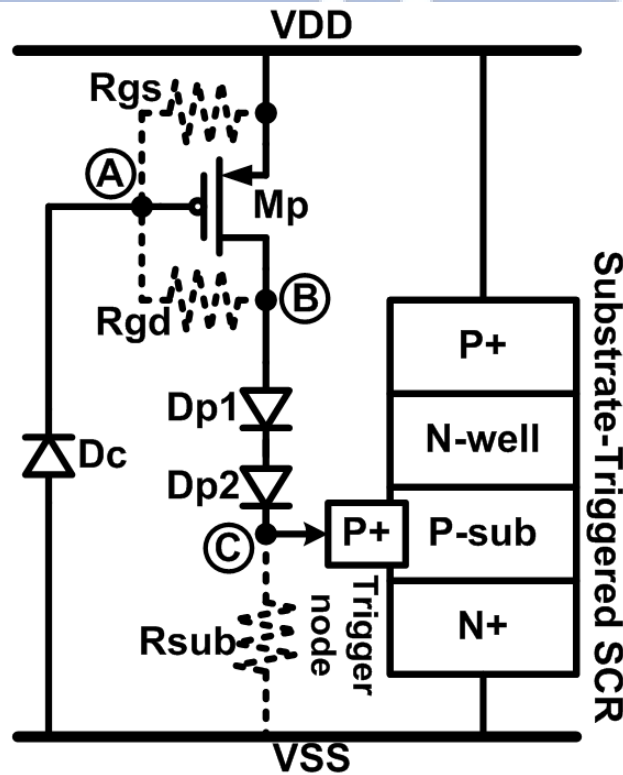 VDD
Rgs
A
Mp
Rgd
B
Dp1
Dc
Dp2
C
Rsub
P+
Trigger
node
P+
N-well
P-sub
N+
Substrate-Triggered SCR
VSS